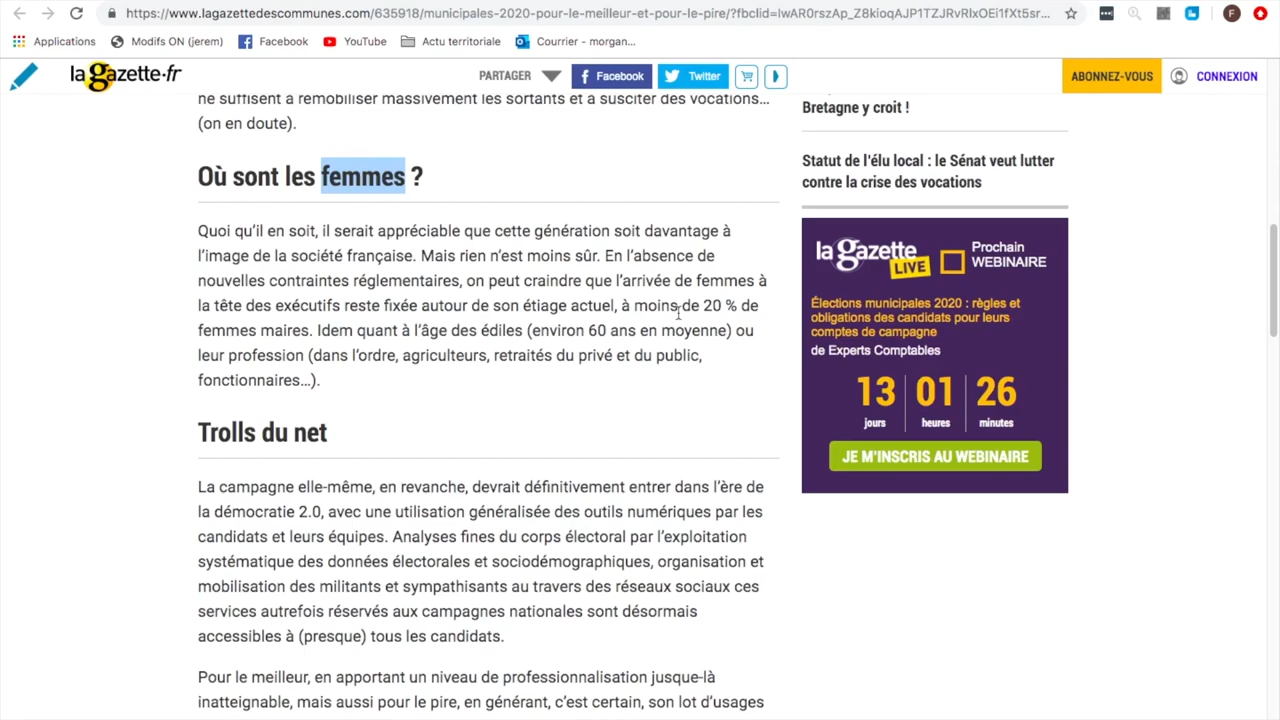 https://www.lagazettedescommunes.com/635918/municipales-2020-pour-le-meilleur-et-pour-le-pire/?fbclid=IwAR0rszAp_Z8kioqAJP1TZJRvRIxOEi1fXt5sr...
Applications
Modifs ON (jerem)
Facebook
YouTube
Actu territoriale
Courrier - morgan...
F
la gazette·fr
PARTAGER
Facebook
Twitter
ABONNEZ-VOUS
CONNEXION
ne suffisent à remobiliser massivement les sortants et à susciter des vocations…
(on en doute).
Où sont les femmes ?
Quoi qu’il en soit, il serait appréciable que cette génération soit davantage à
l’image de la société française. Mais rien n’est moins sûr. En l’absence de
nouvelles contraintes réglementaires, on peut craindre que l’arrivée de femmes à
la tête des exécutifs reste fixée autour de son étiage actuel, à moins de 20 % de
femmes maires. Idem quant à l’âge des édiles (environ 60 ans en moyenne) ou
leur profession (dans l’ordre, agriculteurs, retraités du privé et du public,
fonctionnaires…).
Trolls du net
La campagne elle-même, en revanche, devrait définitivement entrer dans l’ère de
la démocratie 2.0, avec une utilisation généralisée des outils numériques par les
candidats et leurs équipes. Analyses fines du corps électoral par l’exploitation
systématique des données électorales et sociodémographiques, organisation et
mobilisation des militants et sympathisants au travers des réseaux sociaux ces
services autrefois réservés aux campagnes nationales sont désormais
accessibles à (presque) tous les candidats.
Pour le meilleur, en apportant un niveau de professionnalisation jusque-là
inatteignable, mais aussi pour le pire, en générant, c’est certain, son lot d’usages
Bretagne y croit !
Statut de l'élu local : le Sénat veut lutter
contre la crise des vocations
la gazette
LIVE
Prochain
WEBINAIRE
Élections municipales 2020 : règles et
obligations des candidats pour leurs
comptes de campagne
de Experts Comptables
13 01 26
jours heures minutes
JE M'INSCRIS AU WEBINAIRE